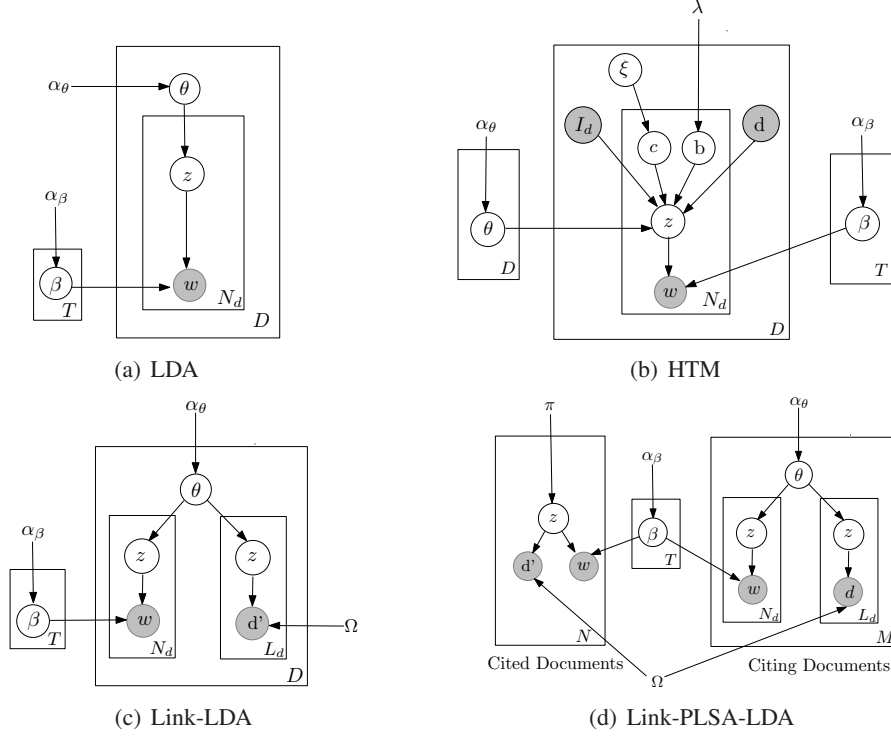 α_θ
θ
z
α_β
β
T
w
N_d
D
(a) LDA
λ
ξ
I_d
d
c
b
α_θ
α_β
z
θ
β
D
T
w
N_d
D
(b) HTM
α_θ
θ
α_β
z
z
β
T
w
d'
Ω
N_d
L_d
D
(c) Link-LDA
π
α_θ
α_β
θ
z
β
z
z
d'
w
T
w
d
N_d
L_d
N
M
Cited Documents
Citing Documents
Ω
(d) Link-PLSA-LDA